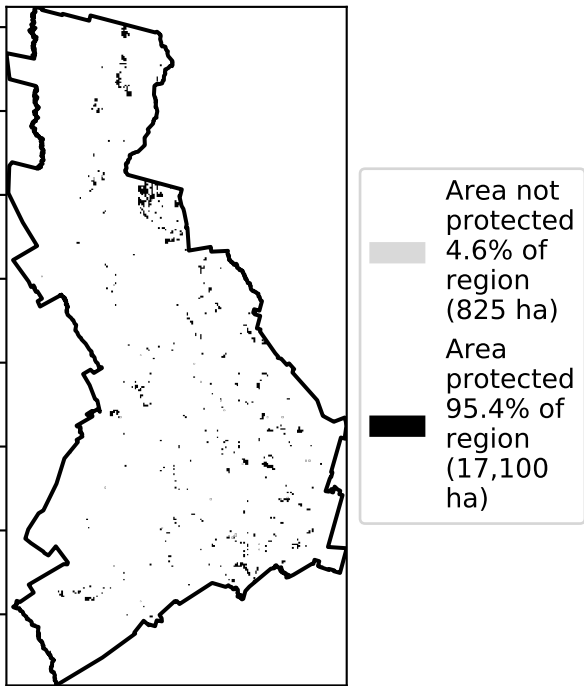 Area not
protected
4.6% of
region
(825 ha)
Area
protected
95.4% of
region
(17,100
ha)